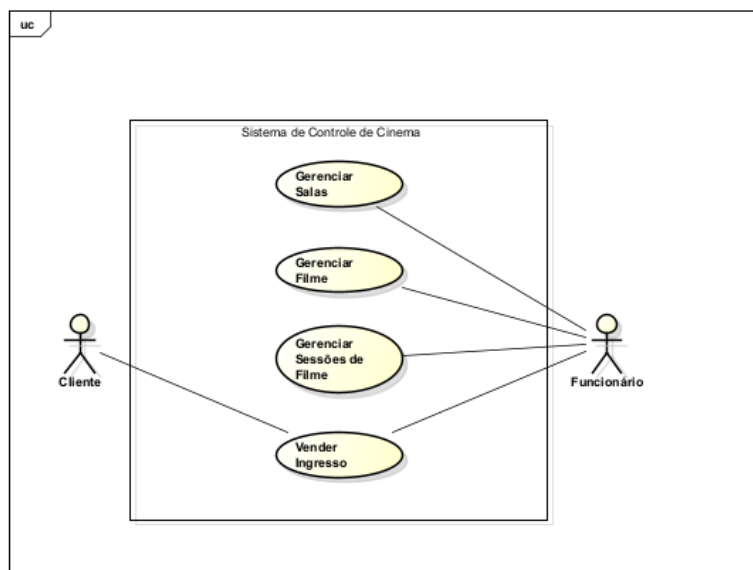 uc
Sistema de Controle de Cinema
Gerenciar
Salas
Gerenciar
Filme
Gerenciar
Sessões de
Filme
Cliente
Funcionário
Vender
Ingresso